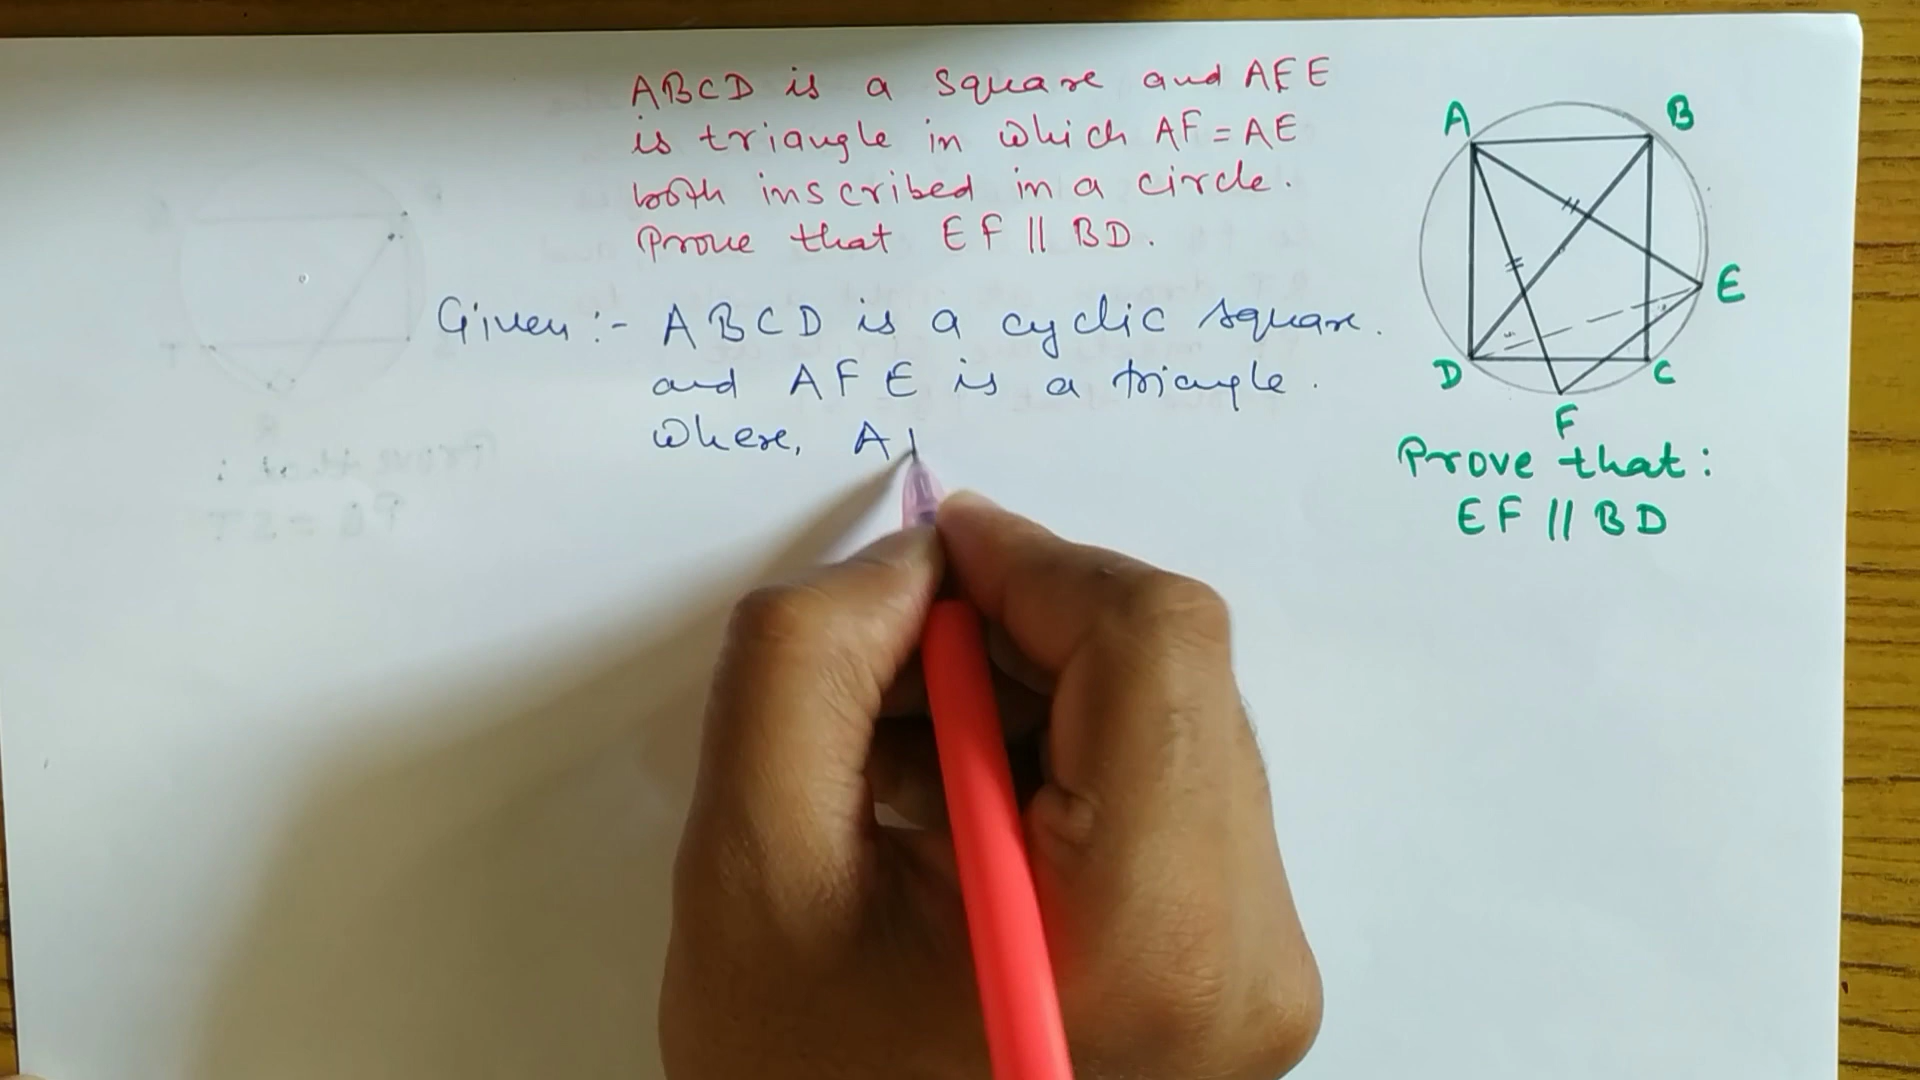 ABCD is a square and AFE
is triangle in which AF = AE
both inscribed in a circle.
Prove that EF || BD.
Given :- ABCD is a cyclic square.
and AFE is a triangle.
where, A
A
B
E
D
C
F
Prove that :
EF || BD